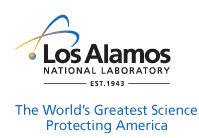 Los Alamos
NATIONAL LABORATORY
EST.1943
The World's Greatest Science
Protecting America